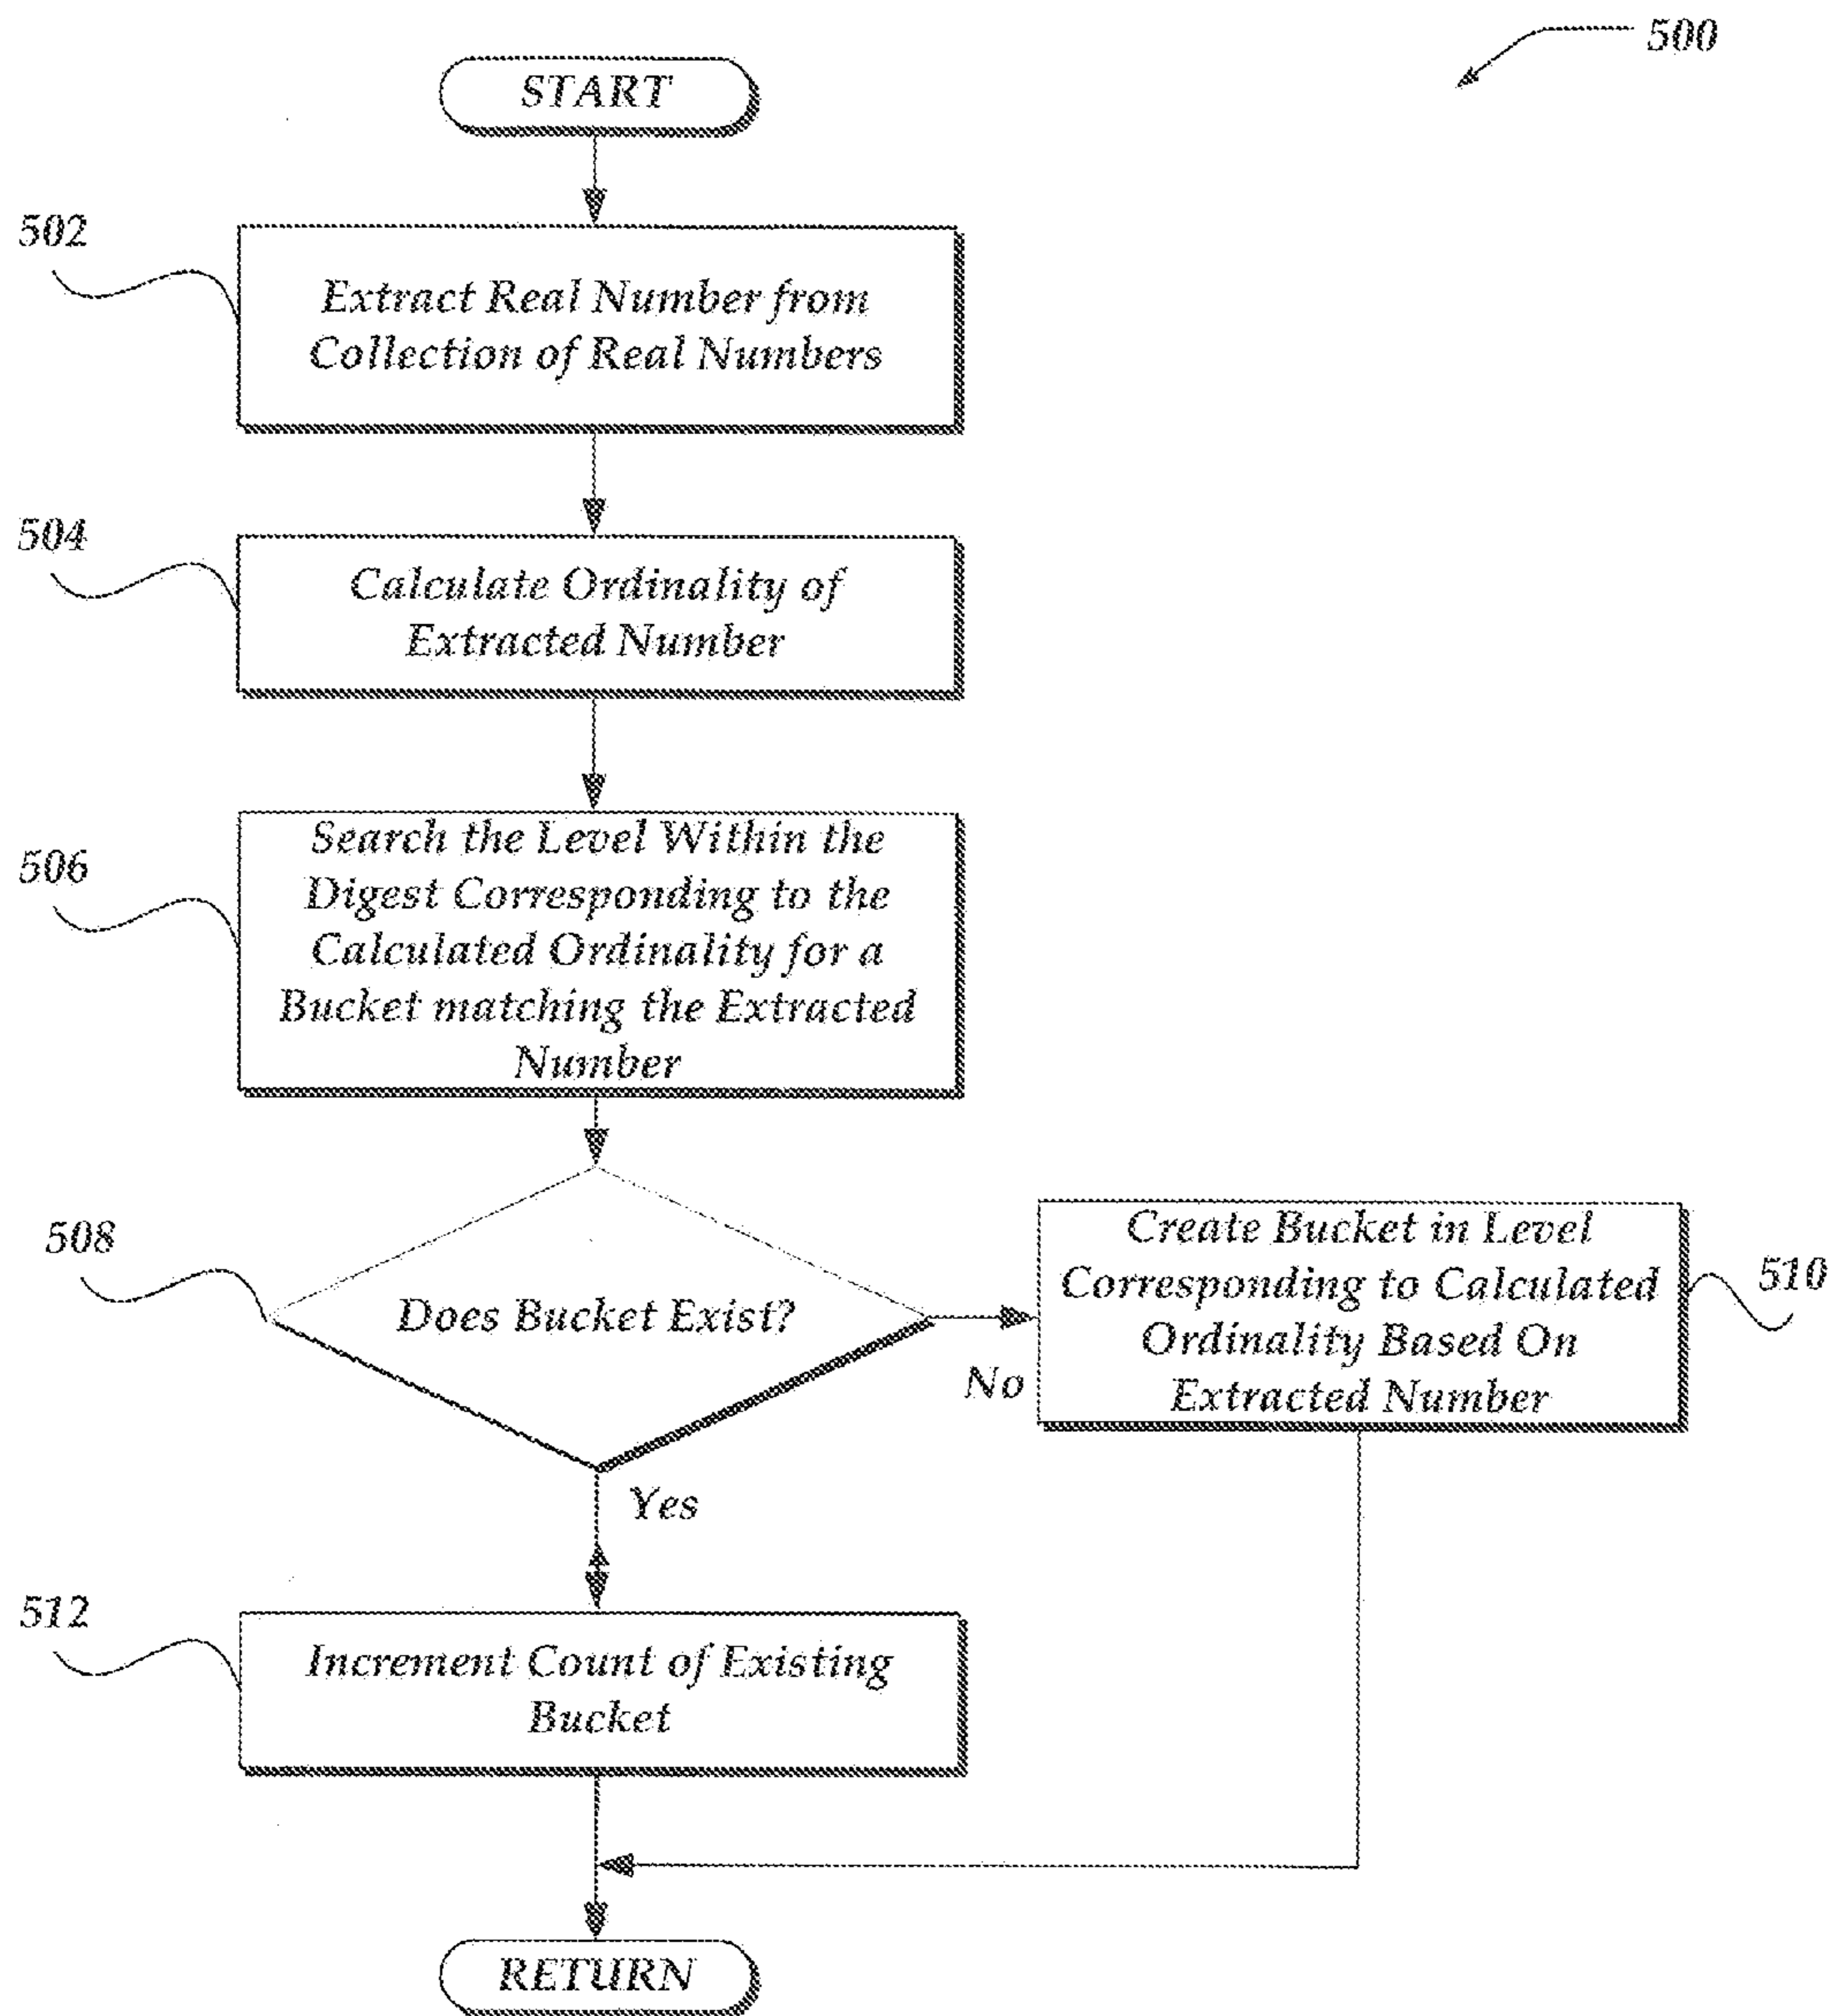 500
START
502
Extract Real Number from
Collection of Real Numbers
504
Calculate Ordinality of
Extracted Number
506
Search the Level Within the
Digest Corresponding to the
Calculated Ordinality for a
Bucket matching the Extracted
Number
508
Does Bucket Exist?
No
Create Bucket in Level
Corresponding to Calculated
Ordinality Based On
Extracted Number
510
Yes
512
Increment Count of Existing
Bucket
RETURN